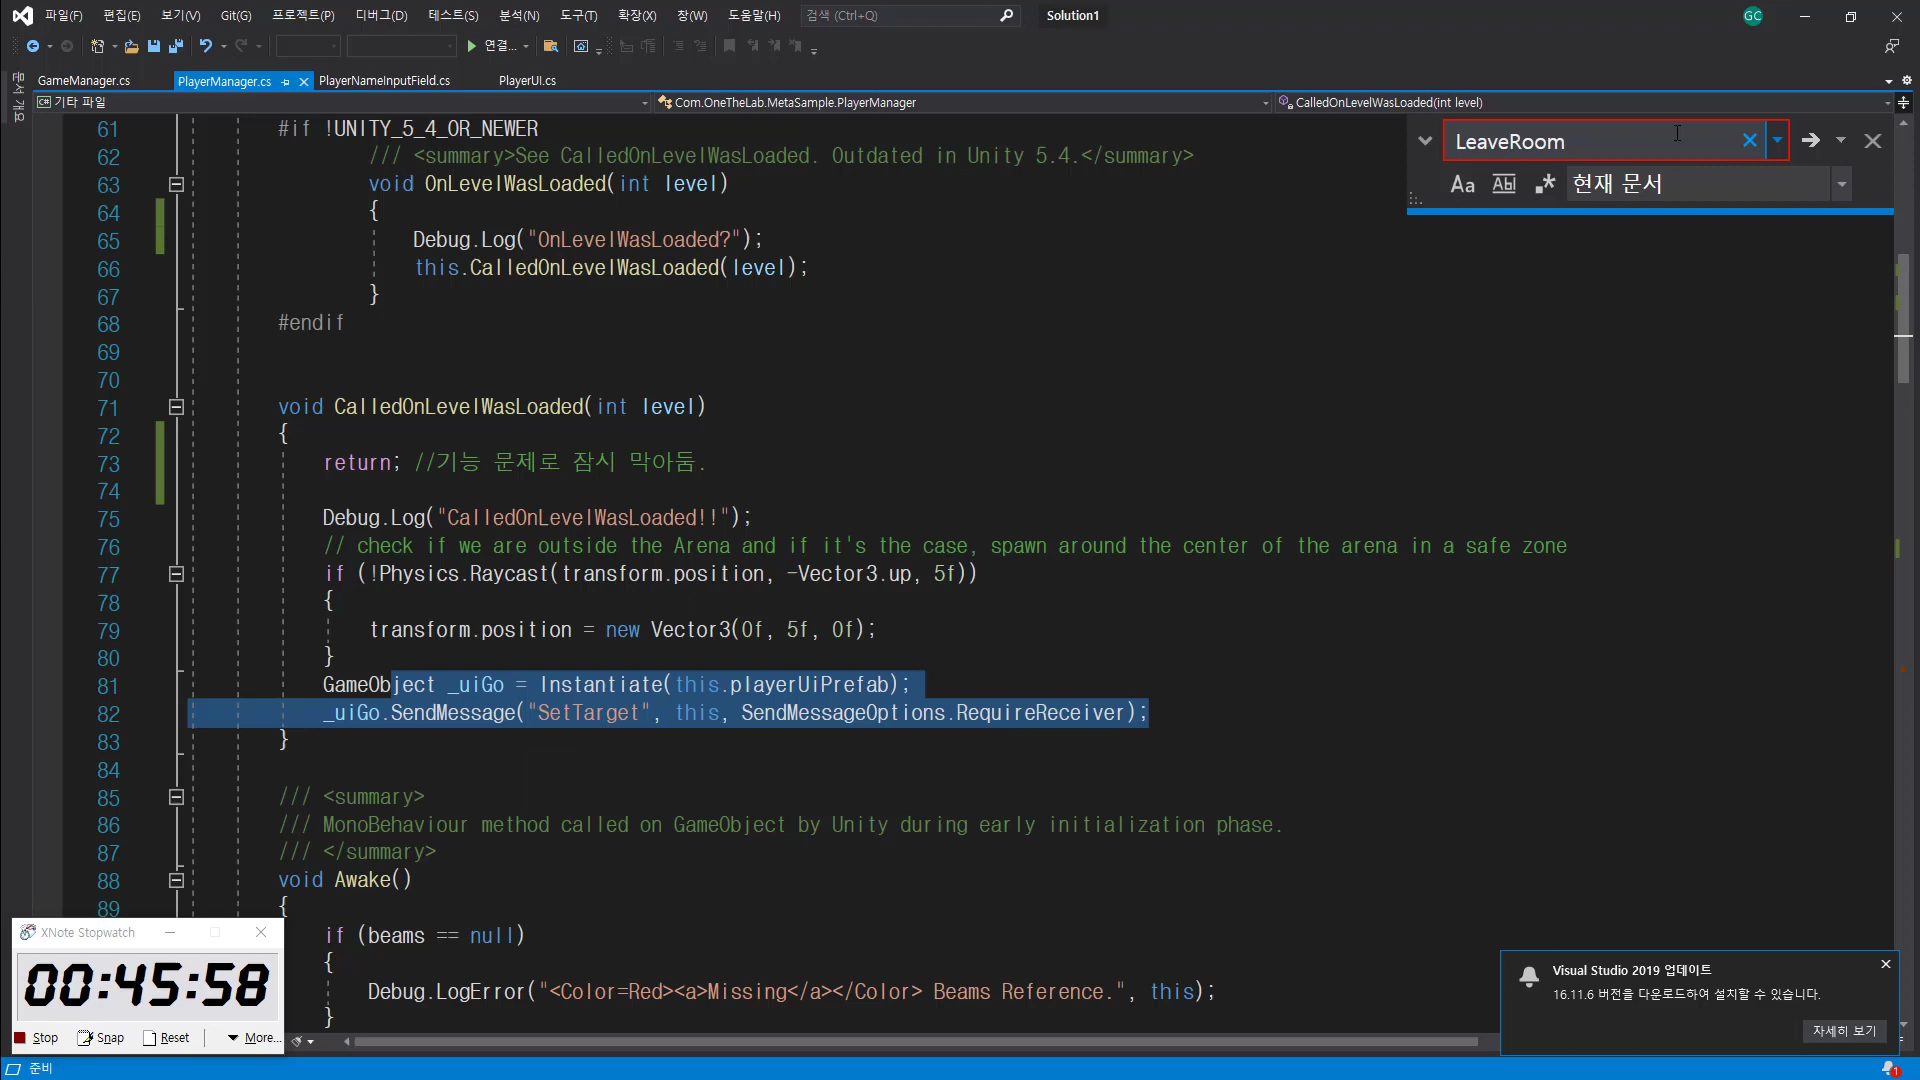 파일(F) 편집(E) 보기(V) Git(G) 프로젝트(P) 디버그(D) 테스트(S) 분석(N) 도구(T) 확장(X) 창(W) 도움말(H) 검색 (Ctrl+Q) Solution1 GC
연결...
문서 개요
GameManager.cs PlayerManager.cs PlayerNameInputField.cs PlayerUI.cs
기타 파일 Com.OneTheLab.MetaSample.PlayerManager CalledOnLevelWasLoaded(int level)
LeaveRoom
Aa Abl 현재 문서
61 #if !UNITY_5_4_OR_NEWER
62 /// <summary>See CalledOnLevelWasLoaded. Outdated in Unity 5.4.</summary>
63 void OnLevelWasLoaded(int level)
64 {
65 Debug.Log("OnLevelWasLoaded?");
66 this.CalledOnLevelWasLoaded(level);
67 }
68 #endif
69
70
71 void CalledOnLevelWasLoaded(int level)
72 {
73 return; //기능 문제로 잠시 막아둠.
74
75 Debug.Log("CalledOnLevelWasLoaded!!");
76 // check if we are outside the Arena and if it's the case, spawn around the center of the arena in a safe zone
77 if (!Physics.Raycast(transform.position, -Vector3.up, 5f))
78 {
79 transform.position = new Vector3(0f, 5f, 0f);
80 }
81 GameObject _uiGo = Instantiate(this.playerUiPrefab);
82 _uiGo.SendMessage("SetTarget", this, SendMessageOptions.RequireReceiver);
83 }
84
85 /// <summary>
86 /// MonoBehaviour method called on GameObject by Unity during early initialization phase.
87 /// </summary>
88 void Awake()
89 {
if (beams == null)
{
Debug.LogError("<Color=Red><a>Missing</a></Color> Beams Reference.", this);
}
XNote Stopwatch
00:45:58
Stop Snap Reset More...
Visual Studio 2019 업데이트
16.11.6 버전을 다운로드하여 설치할 수 있습니다.
자세히 보기
준비 1